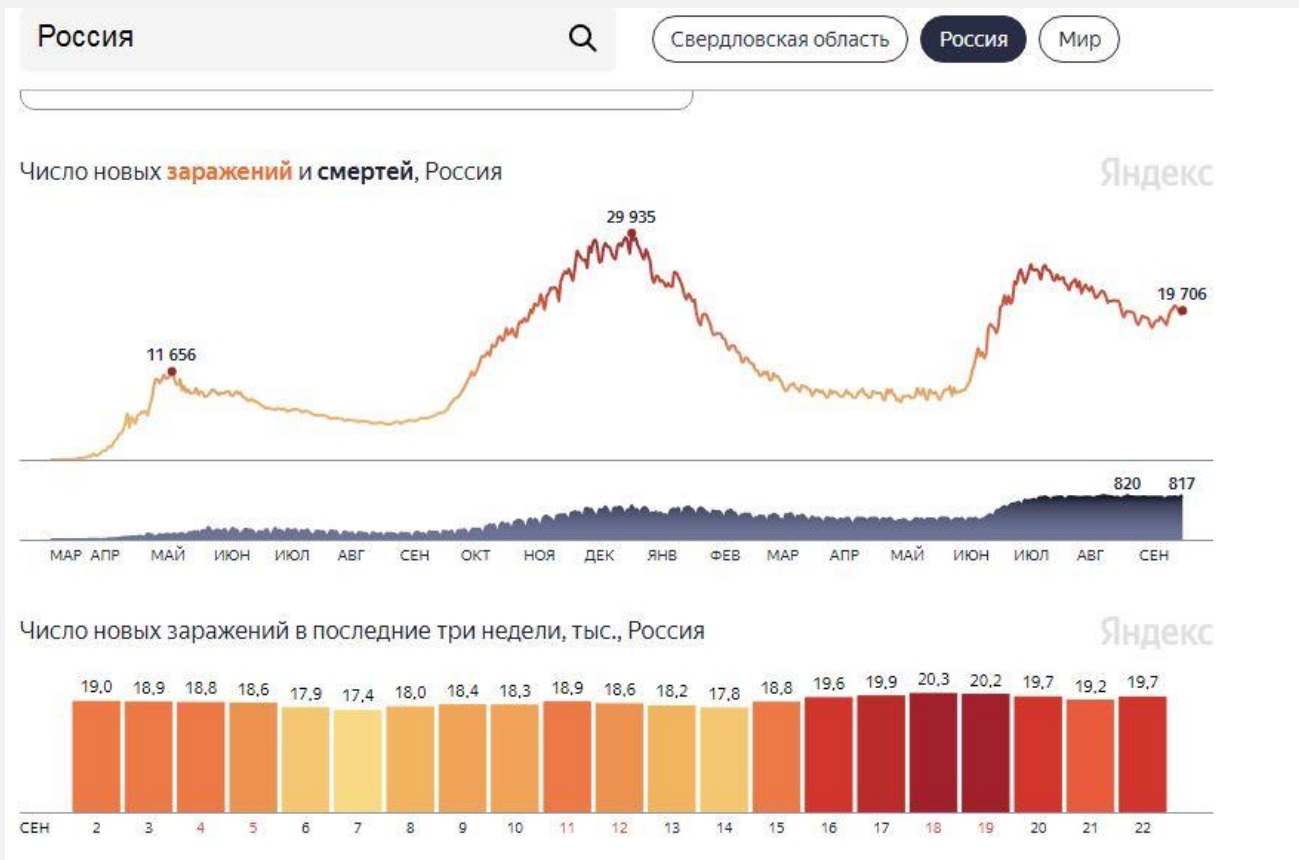 Россия
Свердловская область Россия Мир
Число новых заражений и смертей, Россия
Яндекс
29 935
19 706
11 656
820 817
МАР АПР МАЙ ИЮН ИЮЛ АВГ СЕН ОКТ НОЯ ДЕК ЯНВ ФЕВ МАР АПР МАЙ ИЮН ИЮЛ АВГ СЕН
Число новых заражений в последние три недели, тыс., Россия
Яндекс
19,0 18,9 18,8 18,6 17,9 17,4 18,0 18,4 18,3 18,9 18,6 18,2 17,8 18,8 19,6 19,9 20,3 20,2 19,7 19,2 19,7
СЕН 2 3 4 5 6 7 8 9 10 11 12 13 14 15 16 17 18 19 20 21 22